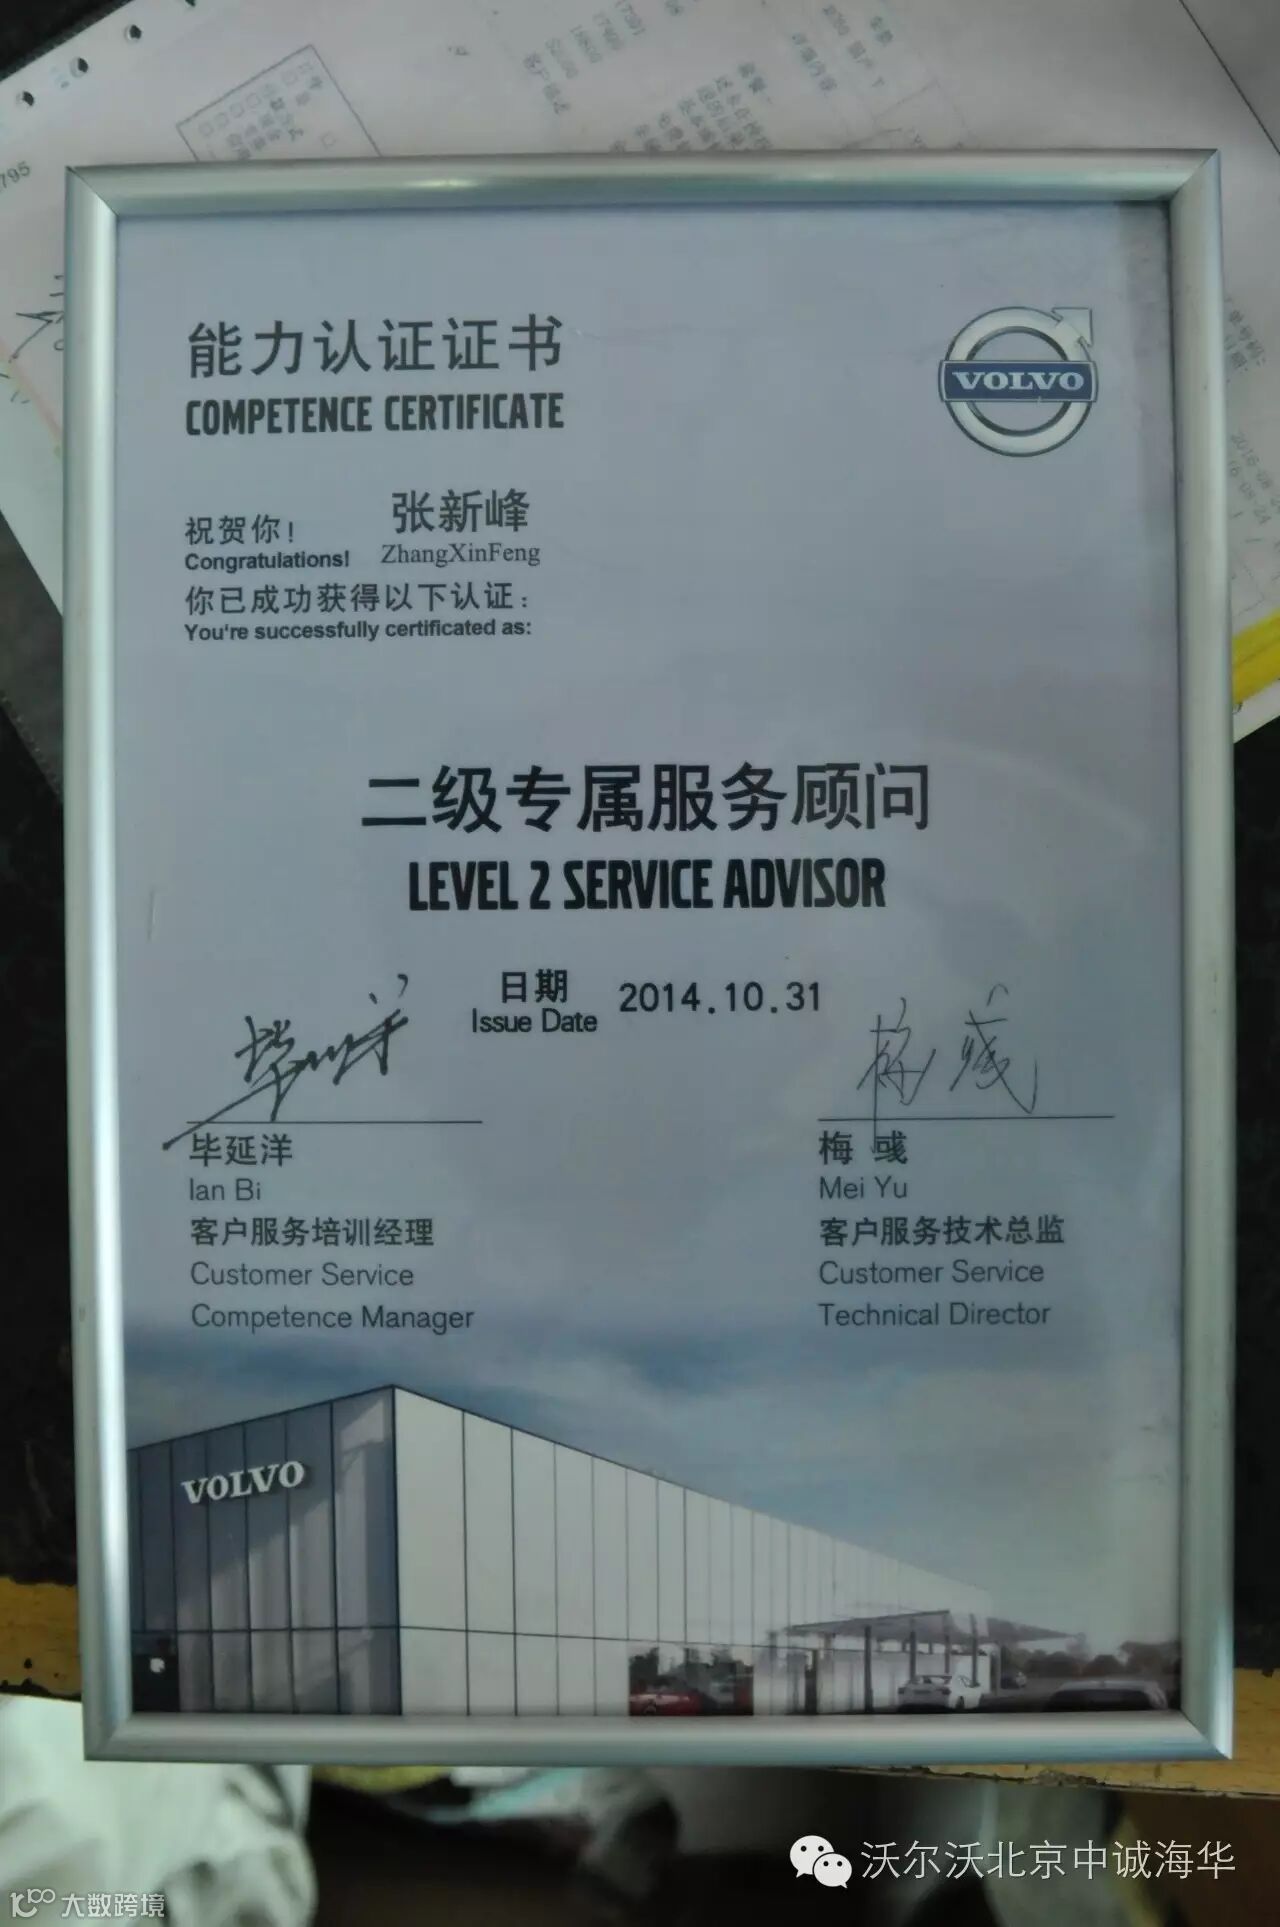 795
能力认证证书
COMPETENCE CERTIFICATE
VOLVO
祝贺你!
张新峰
Congratulations!
ZhangXinFeng
你已成功获得以下认证:
You're successfully certificated as:
二级专属服务顾问
LEVEL 2 SERVICE ADVISOR
日期
Issue Date
2014.10.31
毕延洋
Ian Bi
客户服务培训经理
Customer Service
Competence Manager
梅彧
Mei Yu
客户服务技术总监
Customer Service
Technical Director
VOLVO
沃尔沃北京中诚海华
大数跨境